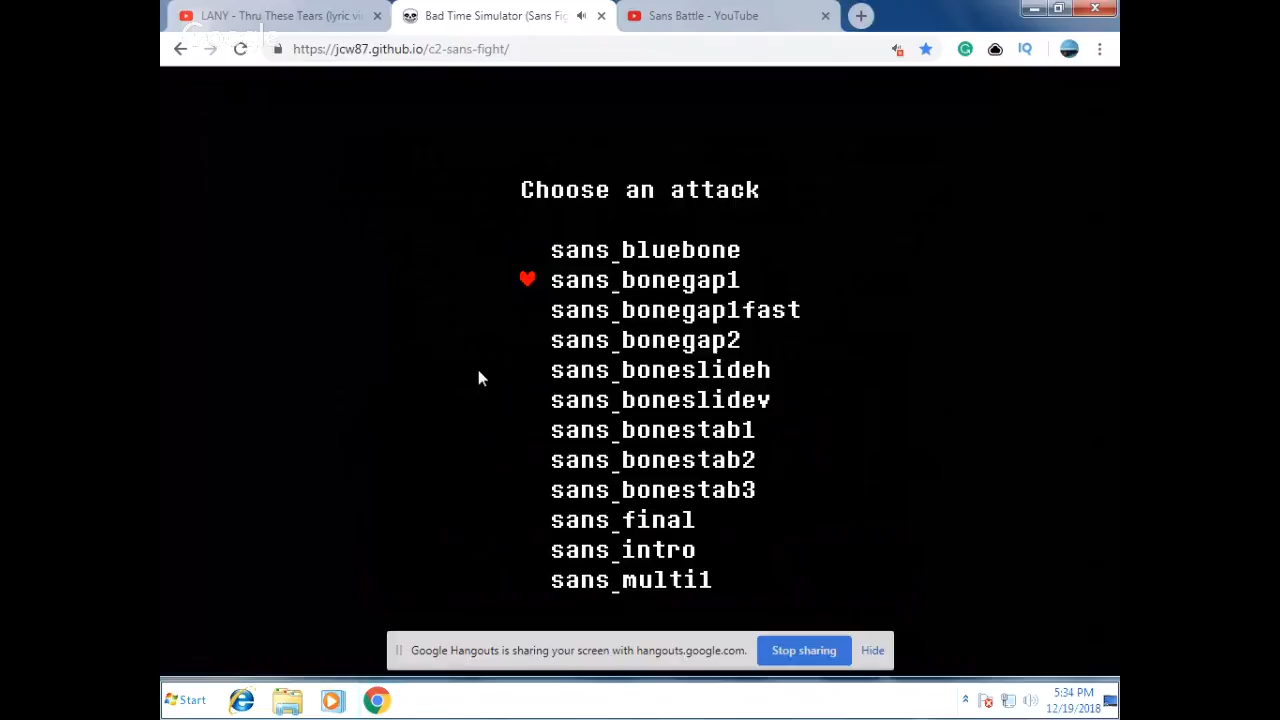 LANY - Thru These Tears (lyric vi
Bad Time Simulator (Sans Fig
Sans Battle - YouTube
https://jcw87.github.io/c2-sans-fight/
IQ
Choose an attack
sans_bluebone
sans_bonegap1
sans_bonegap1fast
sans_bonegap2
sans_boneslideh
sans_boneslidev
sans_bonestab1
sans_bonestab2
sans_bonestab3
sans_final
sans_intro
sans_multi1
Google Hangouts is sharing your screen with hangouts.google.com.
Stop sharing
Hide
Start
5:34 PM
12/19/2018